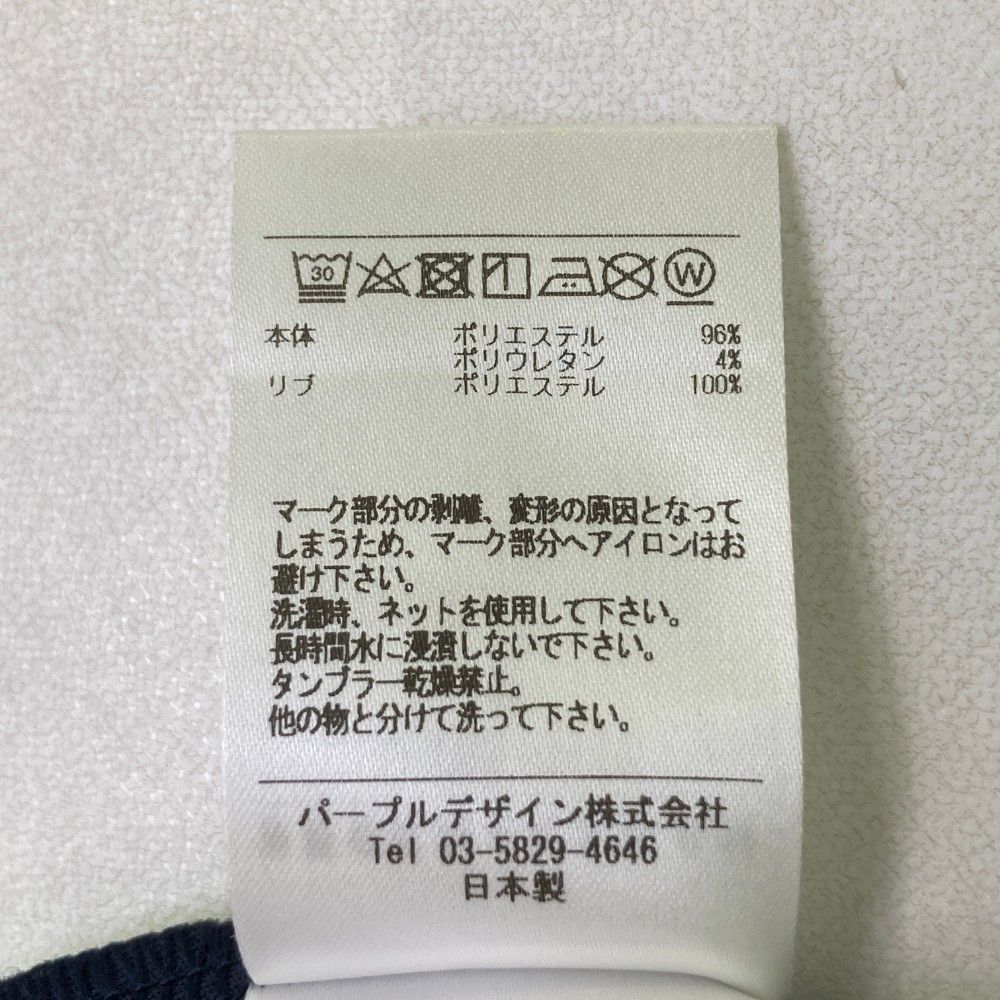 30 W
本体 ポリエステル 96%
ポリウレタン 4%
リブ ポリエステル 100%
マーク部分の剥離、変形の原因となって
しまうため、マーク部分へアイロンはお
避け下さい。
洗濯時、ネットを使用して下さい。
長時間水に浸漬しないで下さい。
タンブラー乾燥禁止。
他の物と分けて洗って下さい。
パープルデザイン株式会社
Tel 03-5829-4646
日本製